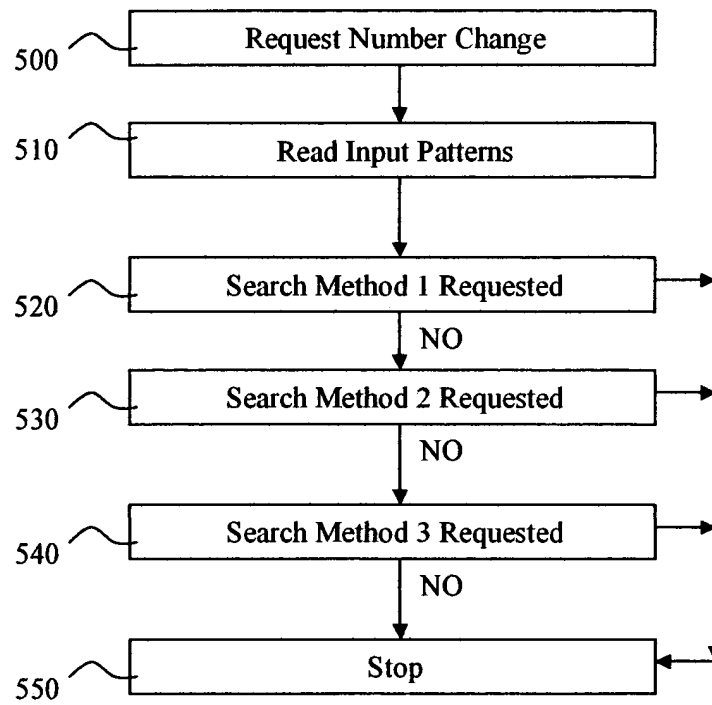 500 Request Number Change
510 Read Input Patterns
520 Search Method 1 Requested
NO
530 Search Method 2 Requested
NO
540 Search Method 3 Requested
NO
550 Stop